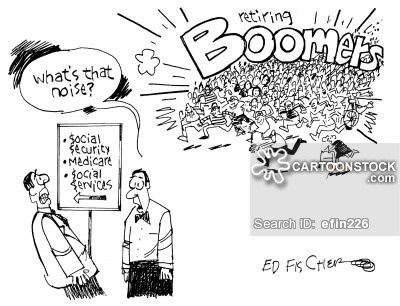 retiring
Boomers
what's that
noise?
• Social
Security
• Medicare
• Social
Services
CARTOONSTOCK
.com
Search ID: efin226
ED FISCHER